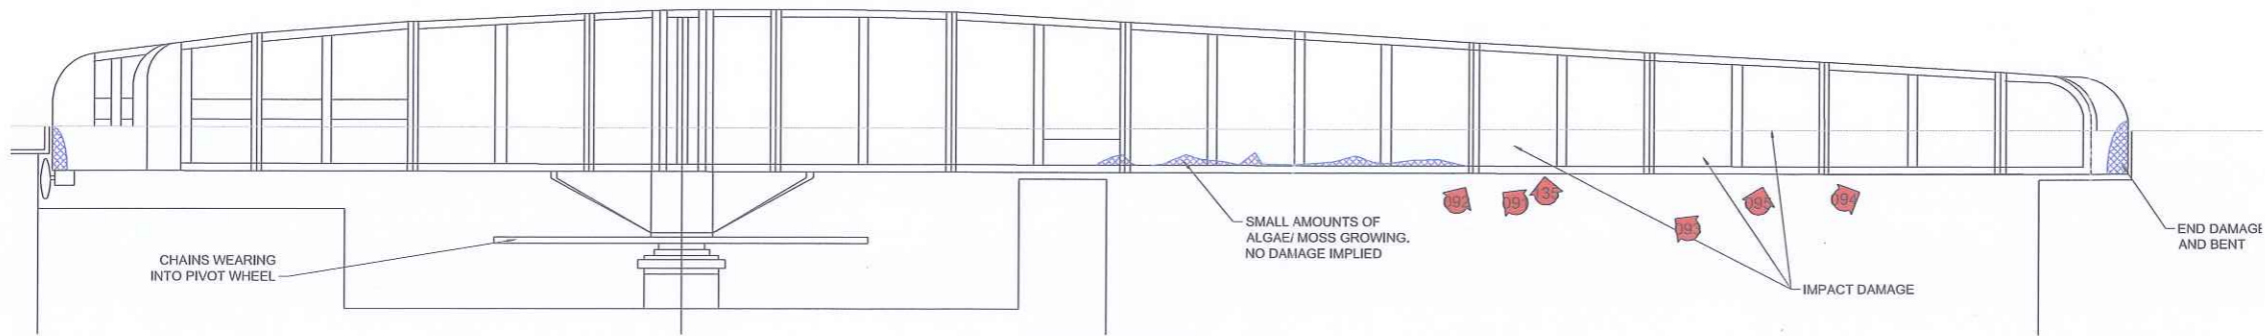 092
091
135
095
094
093
SMALL AMOUNTS OF
ALGAE/ MOSS GROWING.
NO DAMAGE IMPLIED
END DAMAGE
AND BENT
CHAINS WEARING
INTO PIVOT WHEEL
IMPACT DAMAGE